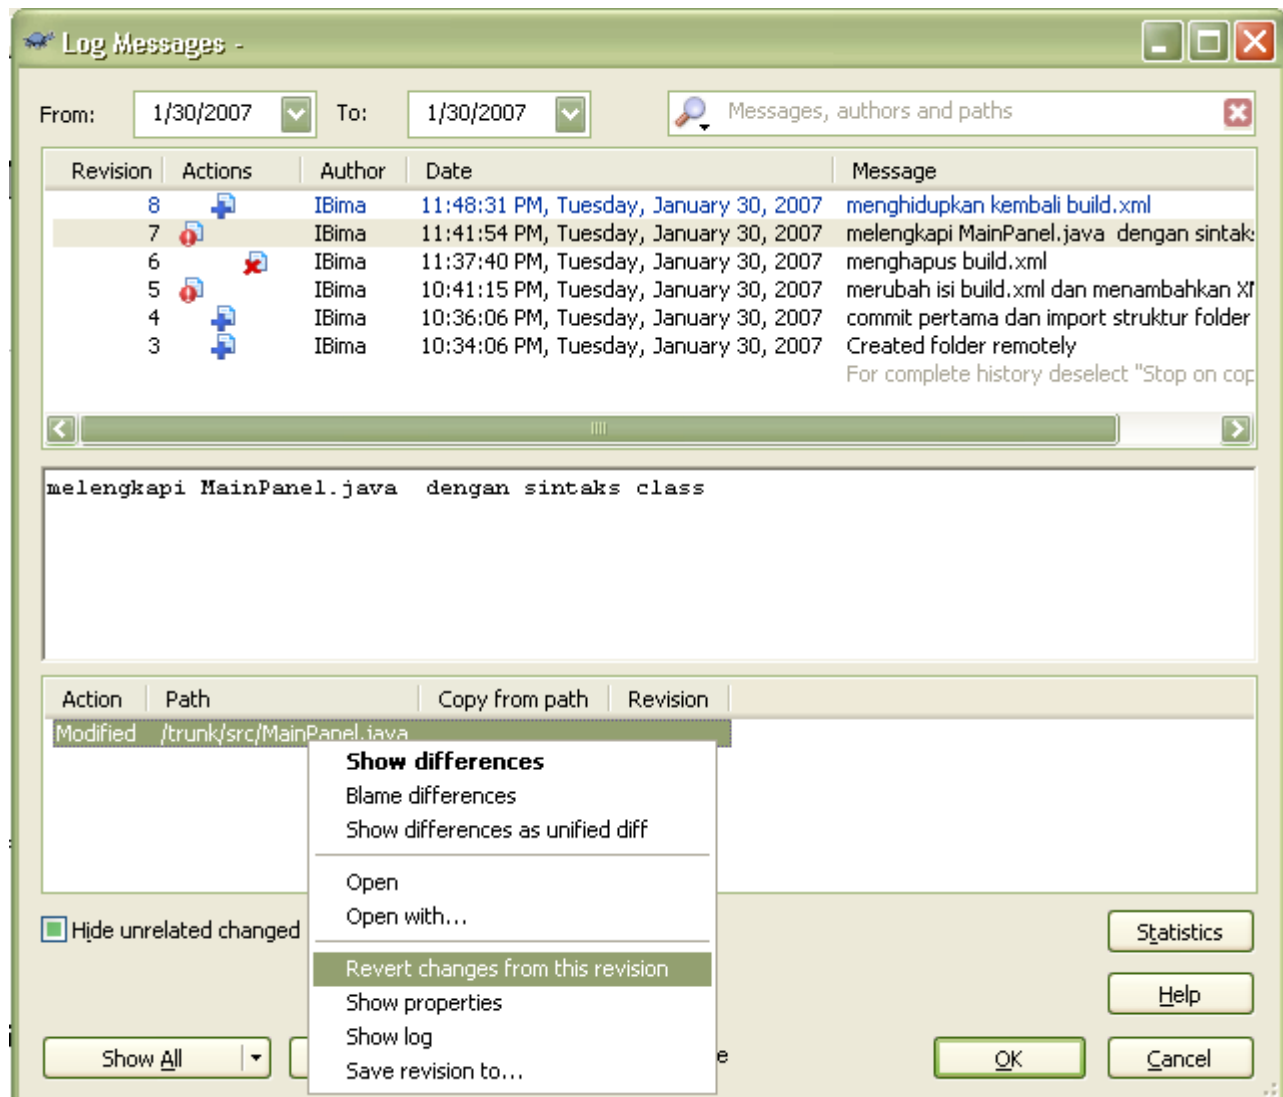 Log Messages -
From: 1/30/2007 To: 1/30/2007 Messages, authors and paths
Revision Actions Author Date Message
8 IBima 11:48:31 PM, Tuesday, January 30, 2007 menghidupkan kembali build.xml
7 IBima 11:41:54 PM, Tuesday, January 30, 2007 melengkapi MainPanel.java dengan sintak
6 IBima 11:37:40 PM, Tuesday, January 30, 2007 menghapus build.xml
5 IBima 10:41:15 PM, Tuesday, January 30, 2007 merubah isi build.xml dan menambahkan
4 IBima 10:36:06 PM, Tuesday, January 30, 2007 commit pertama dan import struktur folder
3 IBima 10:34:06 PM, Tuesday, January 30, 2007 Created folder remotely
For complete history deselect "Stop on cop
melengkapi MainPanel.java dengan sintaks class
Action Path Copy from path Revision
Modified /trunk/src/MainPanel.java
Show differences
Blame differences
Show differences as unified diff
Open
Open with...
Hide unrelated changed
Statistics
Revert changes from this revision
Help
Show properties
Show log
Save revision to...
Show All
OK
Cancel